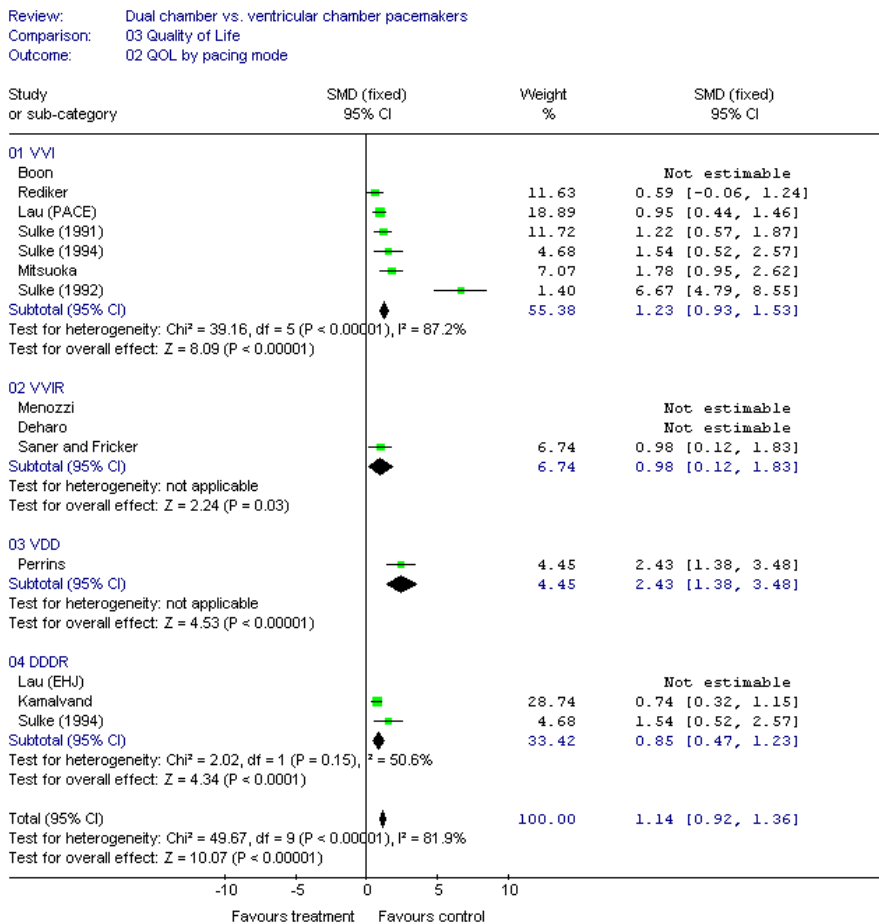 Review: Dual chamber vs. ventricular chamber pacemakers
Comparison: 03 Quality of Life
Outcome: 02 QOL by pacing mode
Study SMD (fixed) Weight SMD (fixed)
or sub-category 95% CI % 95% CI
01 VVI
Boon Not estimable
Rediker 11.63 0.59 [-0.06, 1.24]
Lau (PACE) 18.89 0.95 [0.44, 1.46]
Sulke (1991) 11.72 1.22 [0.57, 1.87]
Sulke (1994) 4.68 1.54 [0.52, 2.57]
Mitsuoka 7.07 1.78 [0.95, 2.62]
Sulke (1992) 1.40 6.67 [4.79, 8.55]
Subtotal (95% CI) 55.38 1.23 [0.93, 1.53]
Test for heterogeneity: Chi² = 39.16, df = 5 (P < 0.00001), I² = 87.2%
Test for overall effect: Z = 8.09 (P < 0.00001)
02 VVIR
Menozzi Not estimable
Deharo Not estimable
Saner and Fricker 6.74 0.98 [0.12, 1.83]
Subtotal (95% CI) 6.74 0.98 [0.12, 1.83]
Test for heterogeneity: not applicable
Test for overall effect: Z = 2.24 (P = 0.03)
03 VDD
Perrins 4.45 2.43 [1.38, 3.48]
Subtotal (95% CI) 4.45 2.43 [1.38, 3.48]
Test for heterogeneity: not applicable
Test for overall effect: Z = 4.53 (P < 0.00001)
04 DDDR
Lau (EHJ) Not estimable
Kamalvand 28.74 0.74 [0.32, 1.15]
Sulke (1994) 4.68 1.54 [0.52, 2.57]
Subtotal (95% CI) 33.42 0.85 [0.47, 1.23]
Test for heterogeneity: Chi² = 2.02, df = 1 (P = 0.15), I² = 50.6%
Test for overall effect: Z = 4.34 (P < 0.0001)
Total (95% CI) 100.00 1.14 [0.92, 1.36]
Test for heterogeneity: Chi² = 49.67, df = 9 (P < 0.00001), I² = 81.9%
Test for overall effect: Z = 10.07 (P < 0.00001)
-10 -5 0 5 10
Favours treatment Favours control